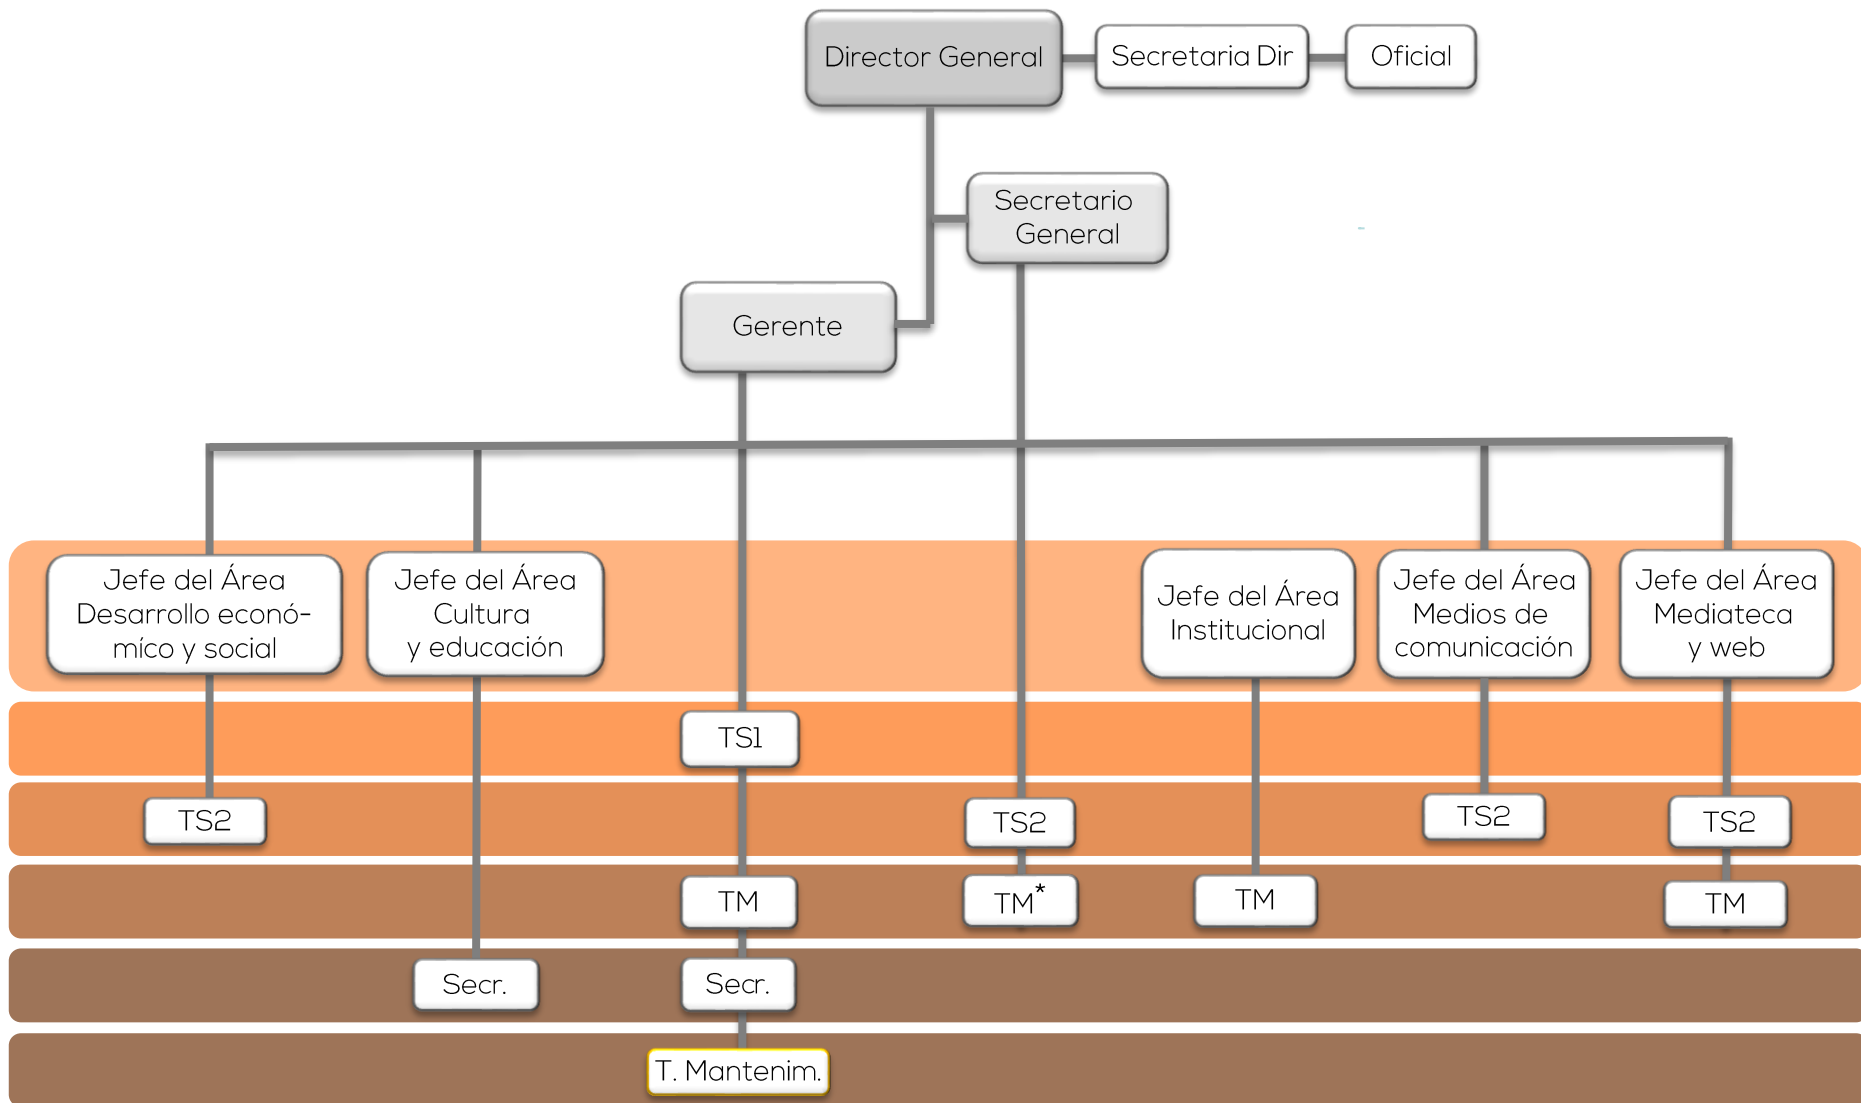 Director General
Secretaria Dir
Oficial
Secretario
General
Gerente
Jefe del Área
Desarrollo econó-
míco y social
Jefe del Área
Cultura
y educación
Jefe del Área
Institucional
Jefe del Área
Medios de
comunicación
Jefe del Área
Mediateca
y web
TS1
TS2
TS2
TS2
TS2
TM
TM*
TM
TM
Secr.
Secr.
T. Mantenim.